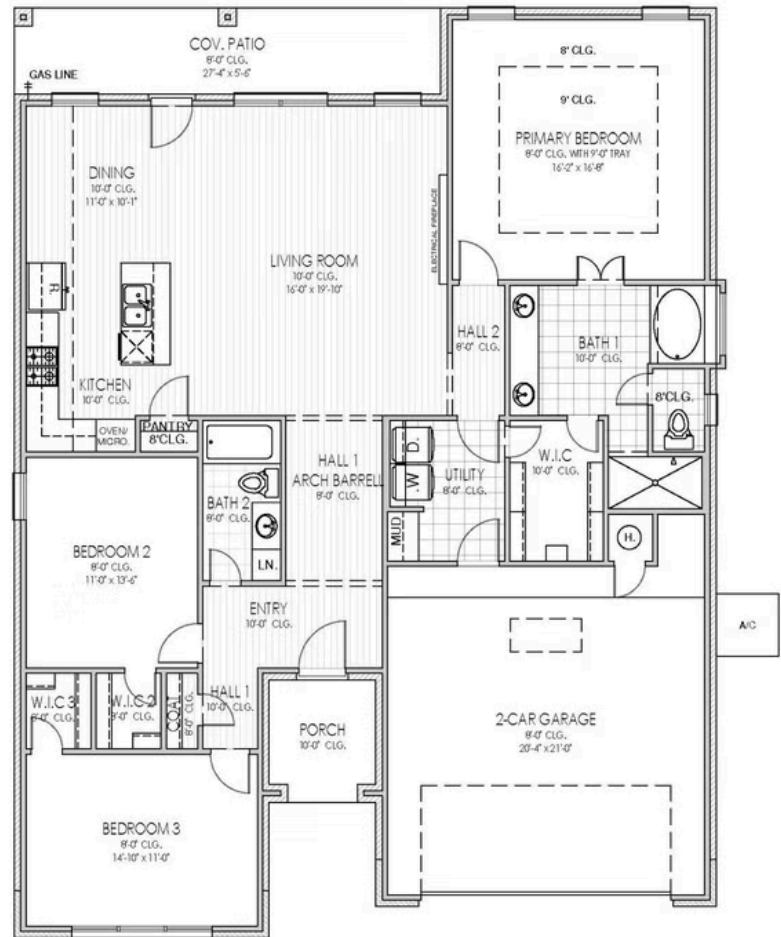 COV. PATIO
8'-0" CLG.
27'-4" x 5'-6"
GAS LINE
8' CLG.
9' CLG.
PRIMARY BEDROOM
8'-0" CLG. WITH 9'-0" TRAY
16'-2" x 16'-8"
DINING
10'-0" CLG.
11'-0" x 10'-1"
LIVING ROOM
10'-0" CLG.
16'-0" x 19'-10"
ELECTRICAL FIREPLACE
R.
HALL 2
8'-0" CLG.
BATH 1
10'-0" CLG.
8'CLG.
KITCHEN
10'-0" CLG.
OVEN/
MICRO.
PANTRY
8'CLG.
HALL 1
ARCH BARRELL
8'-0" CLG.
D.
W.
UTILITY
8'-0" CLG.
MUD
W.I.C
10'-0" CLG.
BATH 2
8'-0" CLG.
LN.
H.
BEDROOM 2
8'-0" CLG.
11'-0" x 13'-6"
ENTRY
10'-0" CLG.
A/C
W.I.C 3
8'-0" CLG.
W.I.C 2
8'-0" CLG.
COAT
8'-0" CLG.
HALL 1
10'-0" CLG.
PORCH
10'-0" CLG.
2-CAR GARAGE
8'-0" CLG.
20'-4" x 21'-0"
BEDROOM 3
8'-0" CLG.
14'-10" x 11'-0"